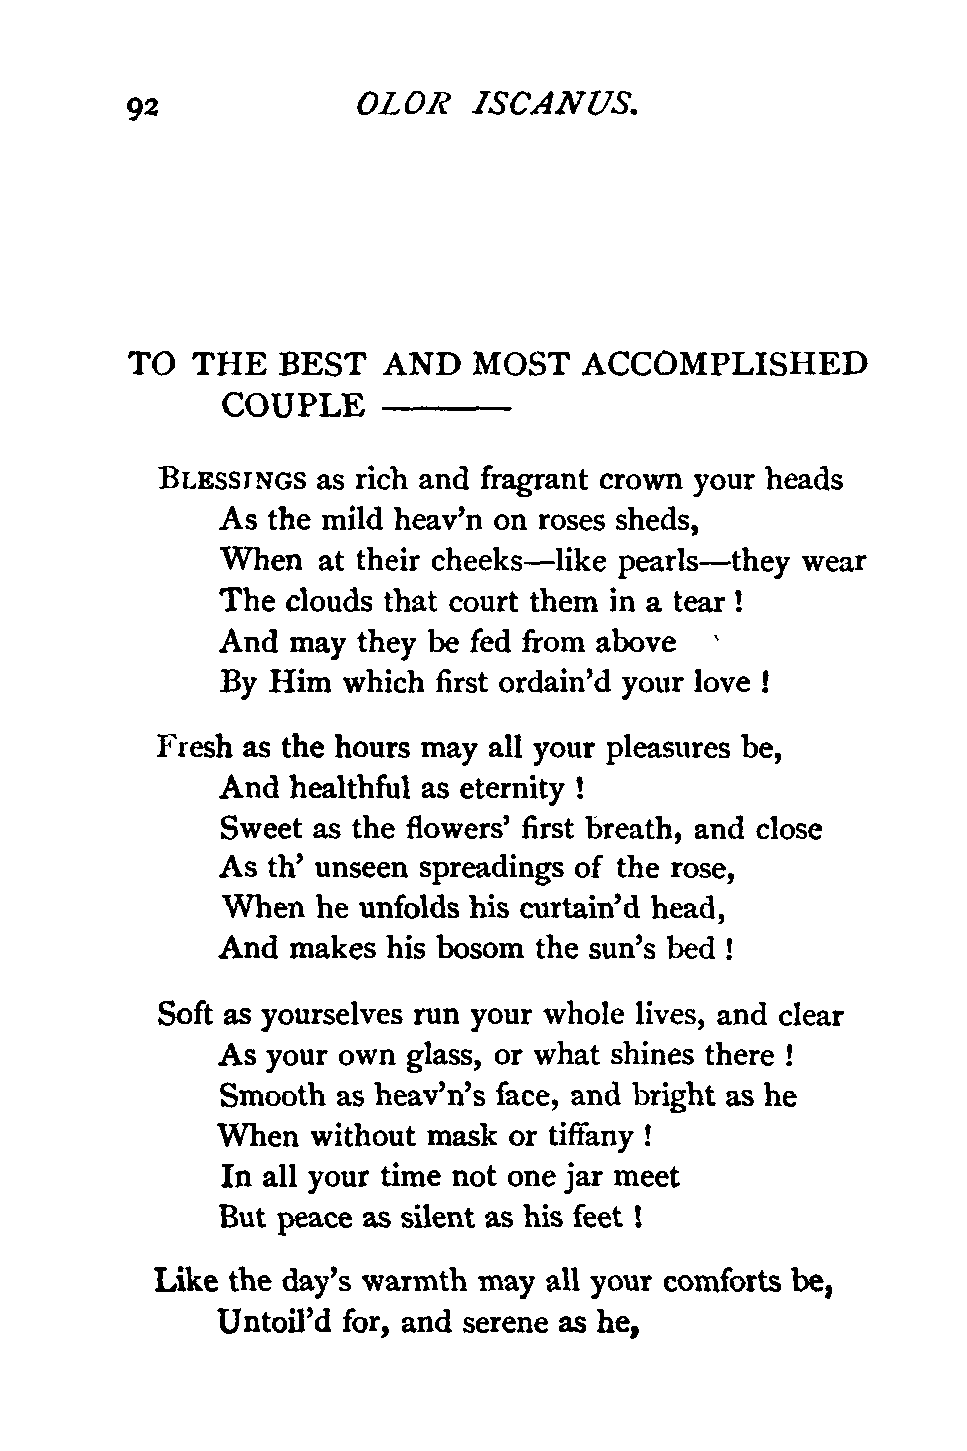 92 OLOR ISCANUS.
TO THE BEST AND MOST ACCOMPLISHED
COUPLE ———
BLESSINGS as rich and fragrant crown your heads
As the mild heav’n on roses sheds,
When at their cheeks—like pearls—they wear
The clouds that court them in a tear !
And may they be fed from above
By Him which first ordain’d your love !
Fresh as the hours may all your pleasures be,
And healthful as eternity !
Sweet as the flowers’ first breath, and close
As th’ unseen spreadings of the rose,
When he unfolds his curtain’d head,
And makes his bosom the sun’s bed !
Soft as yourselves run your whole lives, and clear
As your own glass, or what shines there !
Smooth as heav’n’s face, and bright as he
When without mask or tiffany !
In all your time not one jar meet
But peace as silent as his feet !
Like the day’s warmth may all your comforts be,
Untoil’d for, and serene as he,